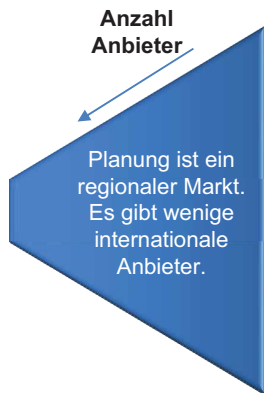 Anzahl
Anbieter
Planung ist ein
regionaler Markt.
Es gibt wenige
internationale
Anbieter.